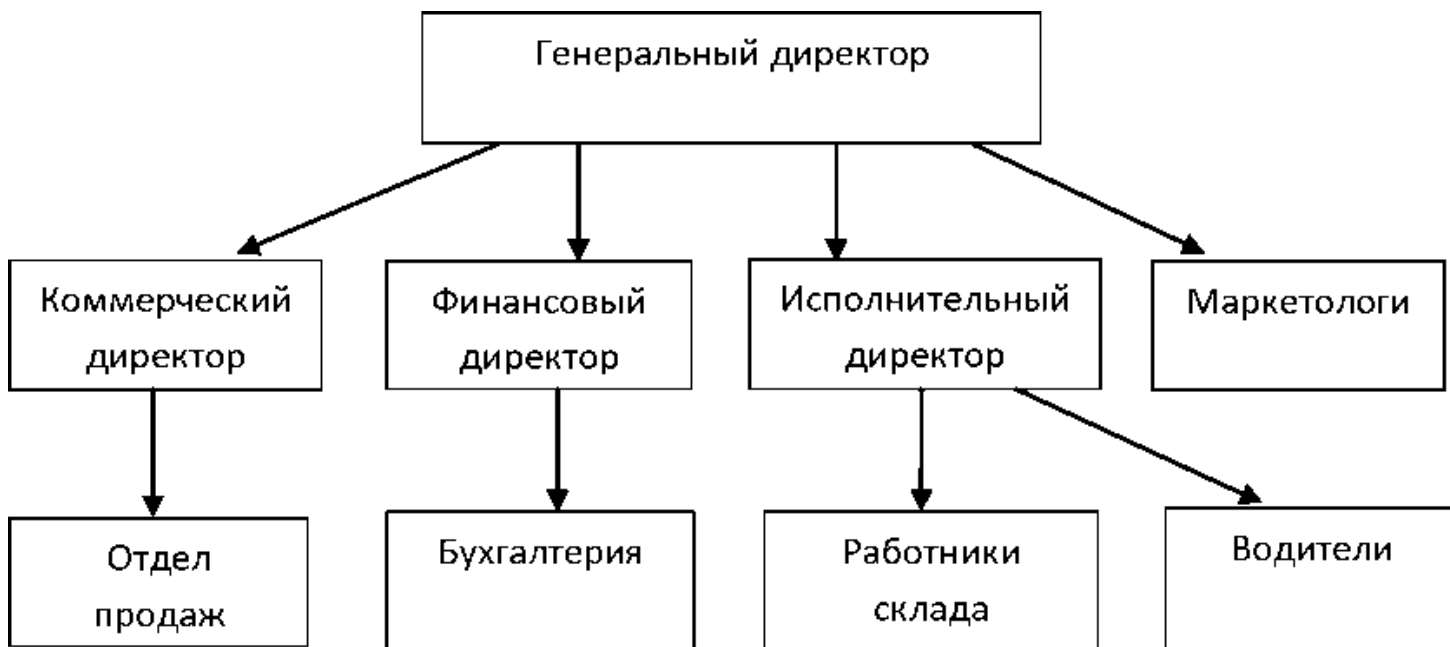 Генеральный директор
Коммерческий
директор
Финансовый
директор
Исполнительный
директор
Маркетологи
Отдел
продаж
Бухгалтерия
Работники
склада
Водители